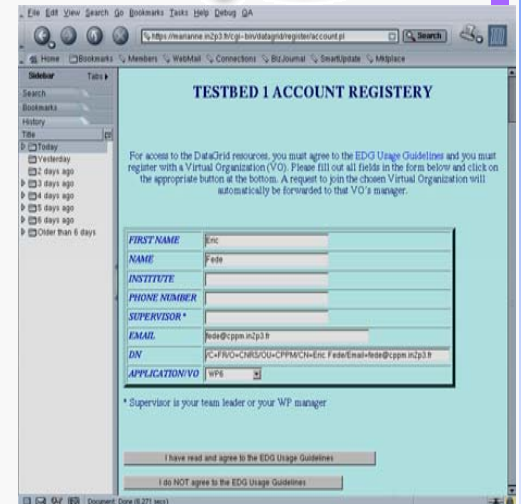 File Edit View Search Go Bookmarks Tasks Help Debug QA
https://marianne.in2p3.fr/cgi-bin/datagrid/register/account.pl Search
Home Bookmarks Members WebMail Connections BizJournal SmartUpdate Mktplace
Sidebar Tabs
Search
Bookmarks
History
Title
Today
Yesterday
2 days ago
3 days ago
4 days ago
5 days ago
6 days ago
Older than 6 days
TESTBED 1 ACCOUNT REGISTERY
For access to the DataGrid resources, you must agree to the EDG Usage Guidelines and you must
register with a Virtual Organization (VO). Please fill out all fields in the form below and click on
the appropriate button at the bottom. A request to join the chosen Virtual Organization will
automatically be forwarded to that VO's manager.
FIRST NAME Eric
NAME Fede
INSTITUTE
PHONE NUMBER
SUPERVISOR *
EMAIL fede@cppm.in2p3.fr
DN /C=FR/O=CNRS/OU=CPPM/CN=Eric Fede/Email=fede@cppm.in2p3.fr
APPLICATION/VO WP6
* Supervisor is your team leader or your WP manager
I have read and agree to the EDG Usage Guidelines
I do NOT agree to the EDG Usage Guidelines
Document: Done (6.271 secs)